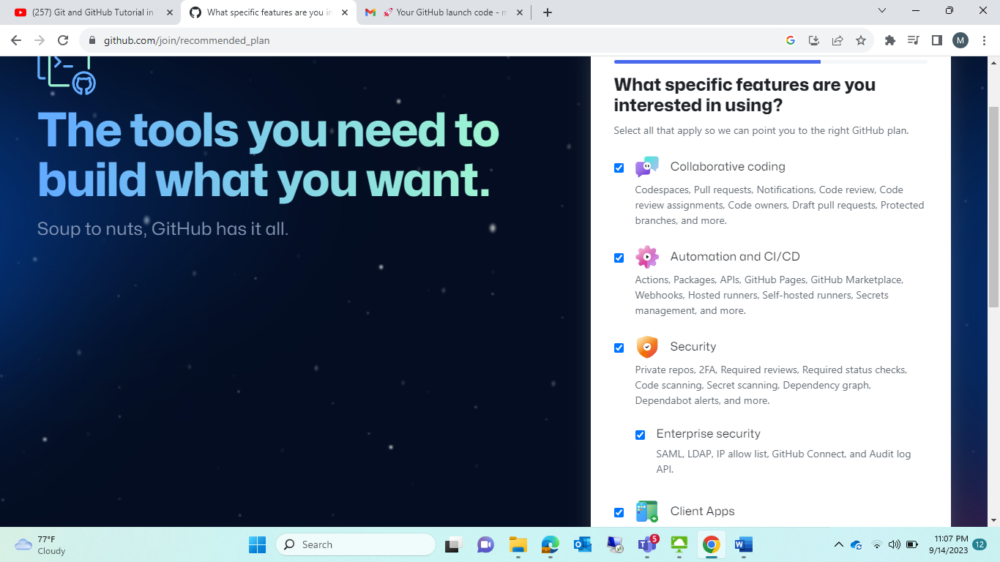 (257) Git and GitHub Tutorial in
What specific features are you in
🚀 Your GitHub launch code - m
github.com/join/recommended_plan
M
The tools you need to
build what you want.
Soup to nuts, GitHub has it all.
What specific features are you
interested in using?
Select all that apply so we can point you to the right GitHub plan.
Collaborative coding
Codespaces, Pull requests, Notifications, Code review, Code
review assignments, Code owners, Draft pull requests, Protected
branches, and more.
Automation and CI/CD
Actions, Packages, APIs, GitHub Pages, GitHub Marketplace,
Webhooks, Hosted runners, Self-hosted runners, Secrets
management, and more.
Security
Private repos, 2FA, Required reviews, Required status checks,
Code scanning, Secret scanning, Dependency graph,
Dependabot alerts, and more.
Enterprise security
SAML, LDAP, IP allow list, GitHub Connect, and Audit log
API.
Client Apps
77°F
Cloudy
Search
5
11:07 PM
9/14/2023
12